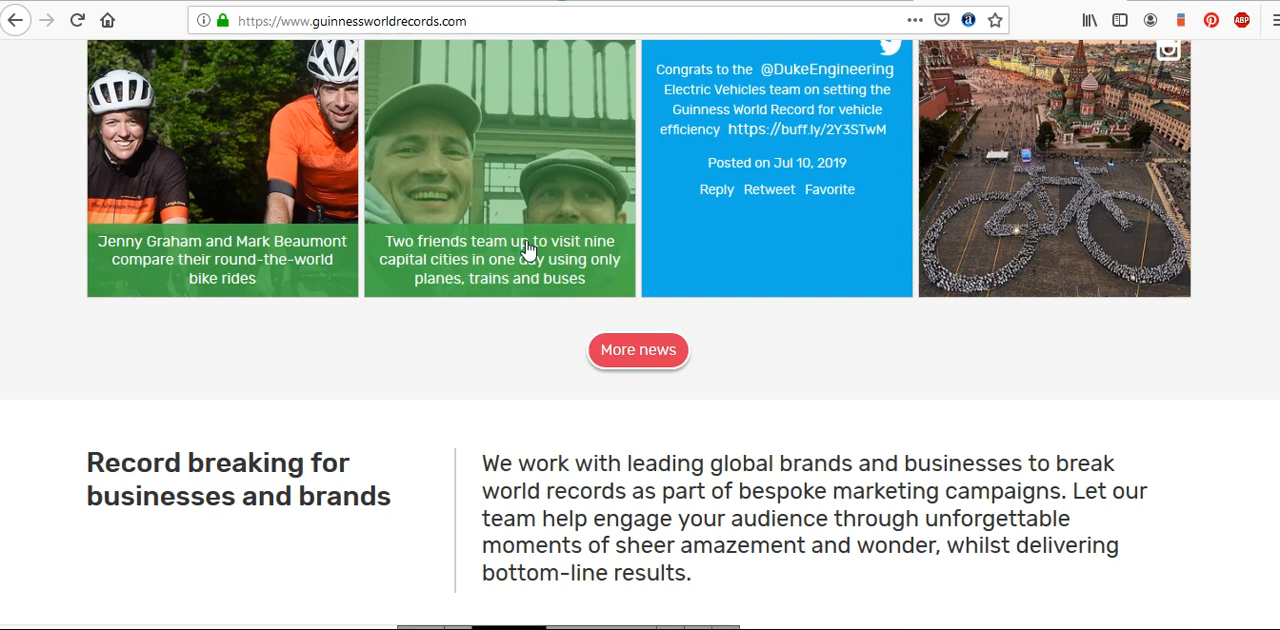 https://www.guinnessworldrecords.com
ABP
Jenny Graham and Mark Beaumont
compare their round-the-world
bike rides
Two friends team up to visit nine
capital cities in one day using only
planes, trains and buses
Congrats to the @DukeEngineering
Electric Vehicles team on setting the
Guinness World Record for vehicle
efficiency https://buff.ly/2Y3STwM
Posted on Jul 10, 2019
Reply Retweet Favorite
More news
Record breaking for
businesses and brands
We work with leading global brands and businesses to break
world records as part of bespoke marketing campaigns. Let our
team help engage your audience through unforgettable
moments of sheer amazement and wonder, whilst delivering
bottom-line results.